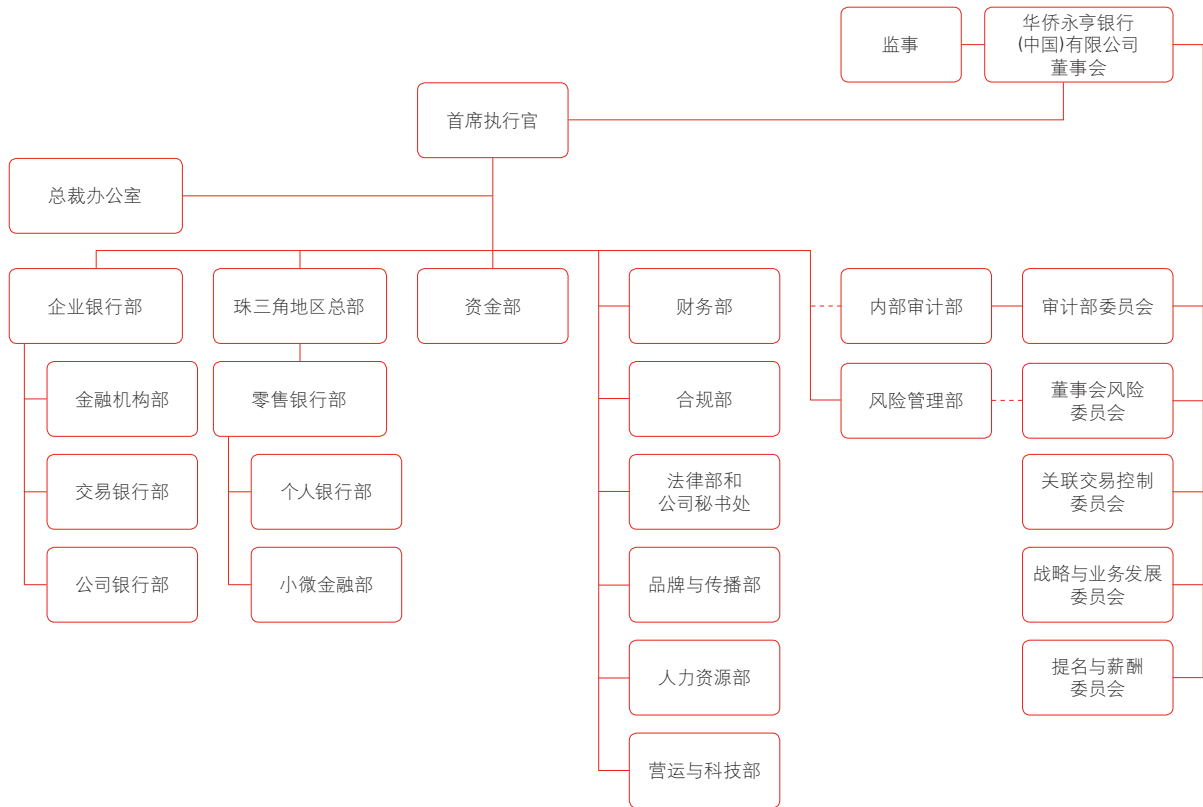 监事
华侨永亨银行
(中国)有限公司
董事会
首席执行官
总裁办公室
企业银行部
珠三角地区总部
资金部
财务部
内部审计部
审计部委员会
金融机构部
零售银行部
合规部
风险管理部
董事会风险
委员会
交易银行部
个人银行部
法律部和
公司秘书处
关联交易控制
委员会
公司银行部
小微金融部
品牌与传播部
战略与业务发展
委员会
人力资源部
提名与薪酬
委员会
营运与科技部